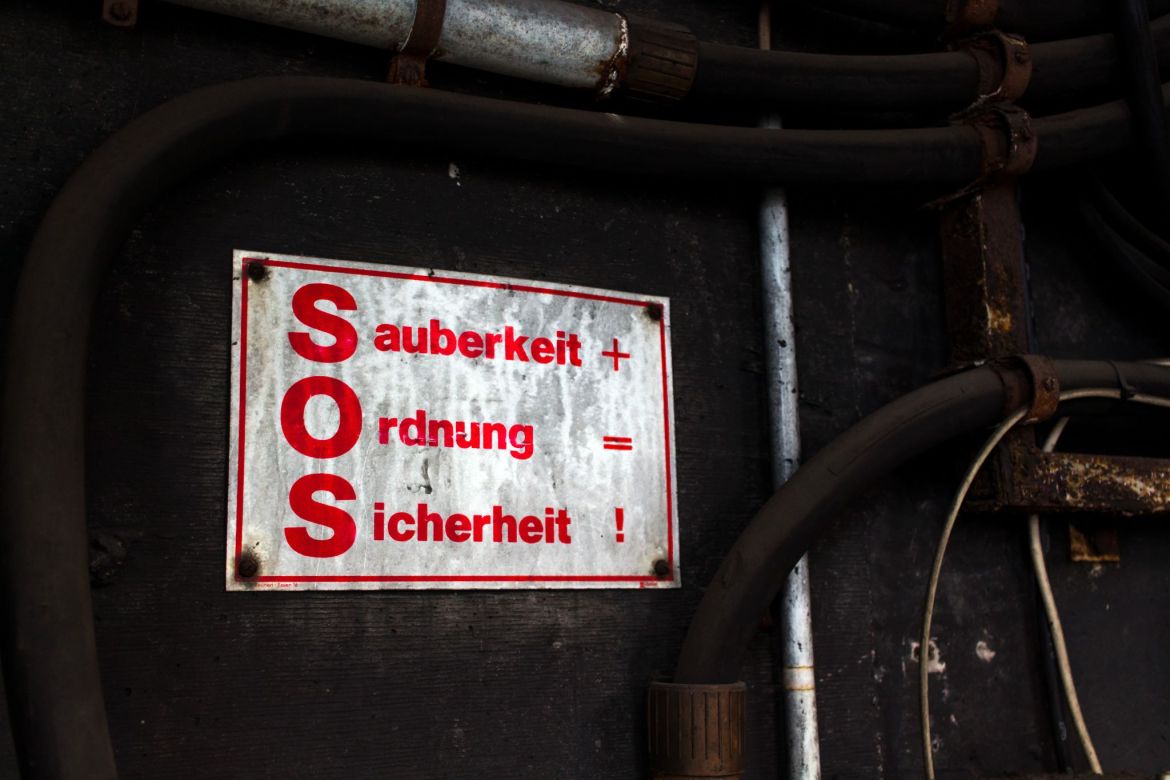 Sauberkeit +
Ordnung =
Sicherheit !